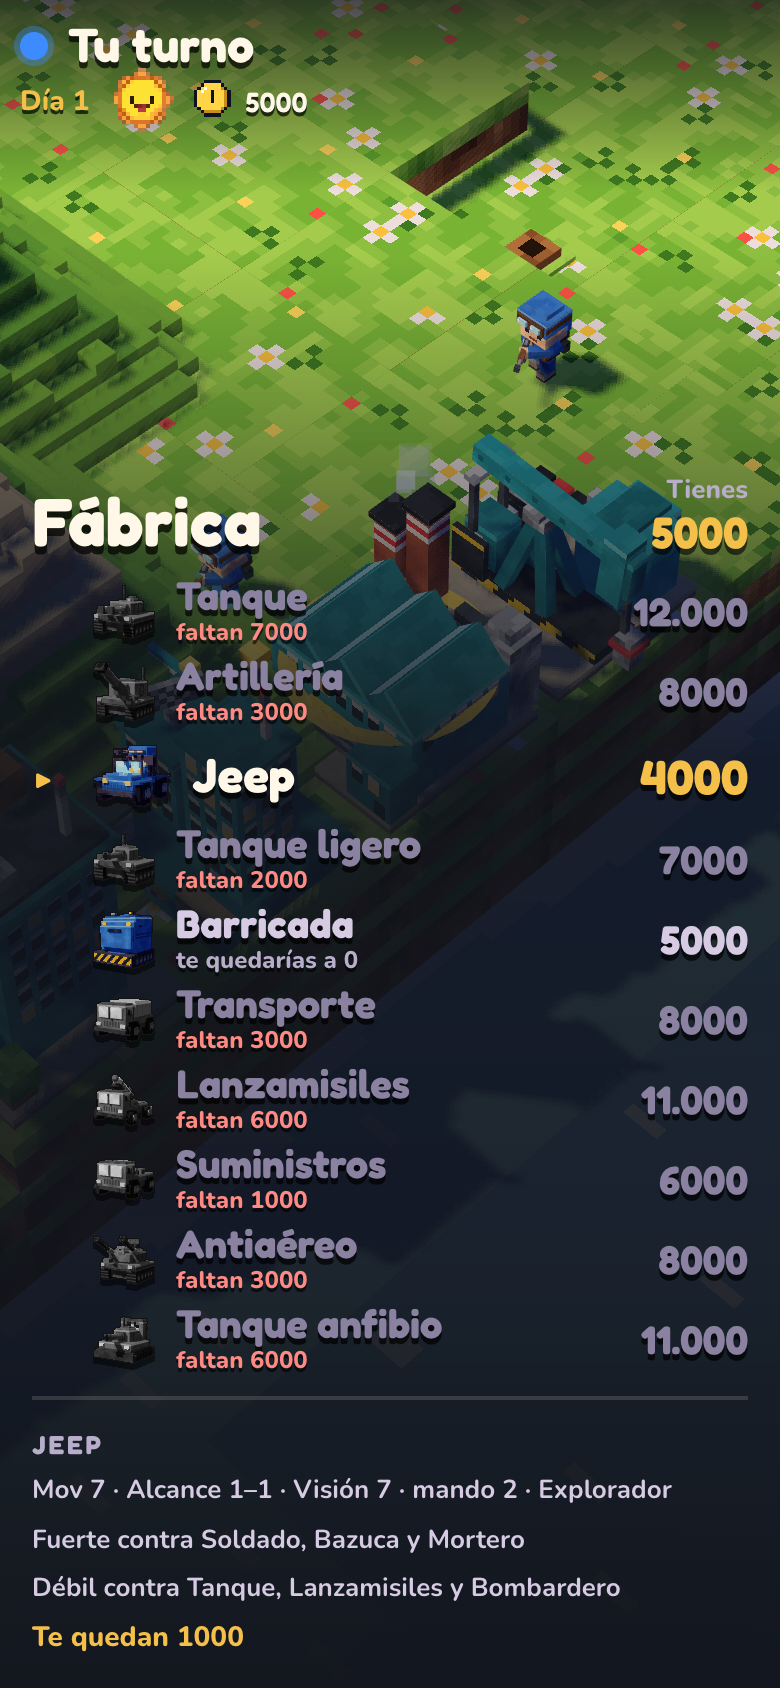 Tu turno
Día 1 5000
Tienes
Fábrica 5000
Tanque 12.000
faltan 7000
Artillería 8000
faltan 3000
Jeep 4000
Tanque ligero 7000
faltan 2000
Barricada 5000
te quedarías a 0
Transporte 8000
faltan 3000
Lanzamisiles 11.000
faltan 6000
Suministros 6000
faltan 1000
Antiaéreo 8000
faltan 3000
Tanque anfibio 11.000
faltan 6000
JEEP
Mov 7 · Alcance 1–1 · Visión 7 · mando 2 · Explorador
Fuerte contra Soldado, Bazuca y Mortero
Débil contra Tanque, Lanzamisiles y Bombardero
Te quedan 1000